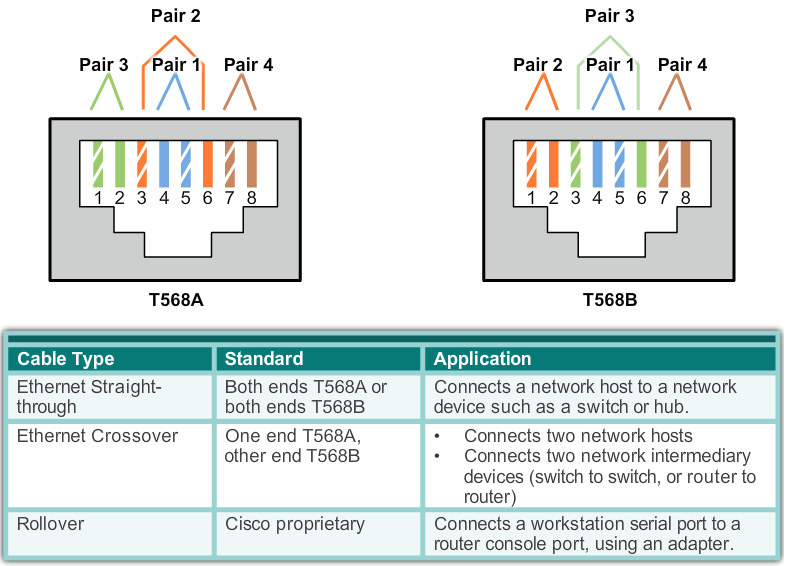 Pair 2
Pair 3
Pair 3 Pair 1 Pair 4
Pair 2 Pair 1 Pair 4
1 2 3 4 5 6 7 8
1 2 3 4 5 6 7 8
T568A
T568B
Cable Type
Standard
Application
Ethernet Straight-
through
Both ends T568A or
both ends T568B
Connects a network host to a network
device such as a switch or hub.
Ethernet Crossover
One end T568A,
other end T568B
• Connects two network hosts
• Connects two network intermediary
devices (switch to switch, or router to
router)
Rollover
Cisco proprietary
Connects a workstation serial port to a
router console port, using an adapter.